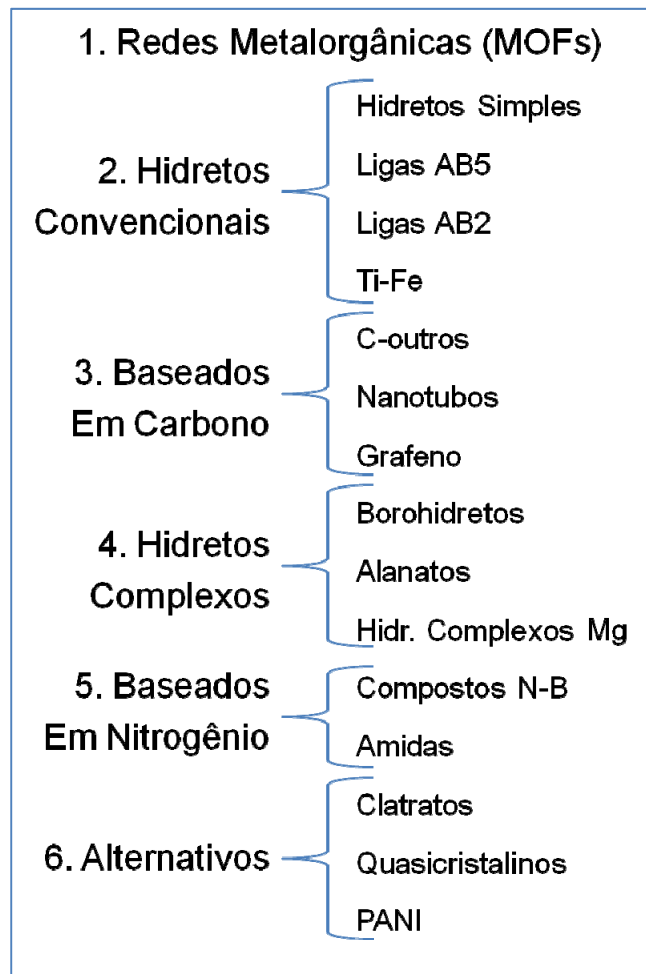 1. Redes Metalorgânicas (MOFs)
2. Hidretos
Convencionais
Hidretos Simples
Ligas AB5
Ligas AB2
Ti-Fe
3. Baseados
Em Carbono
C-outros
Nanotubos
Grafeno
4. Hidretos
Complexos
Borohidretos
Alanatos
Hidr. Complexos Mg
5. Baseados
Em Nitrogênio
Compostos N-B
Amidas
6. Alternativos
Clatratos
Quasicristalinos
PANI